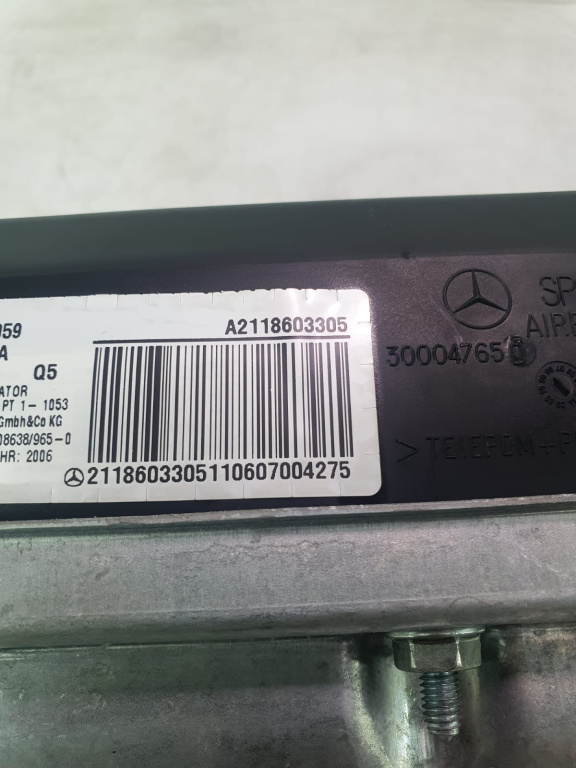 059
A2118603305
A
Q5
ATOR
PT 1- 1053
Gmbh&Co KG
08638/965-0
HR: 2006
2118603305110607004275
SP
AIRB
30004765
>TEEE